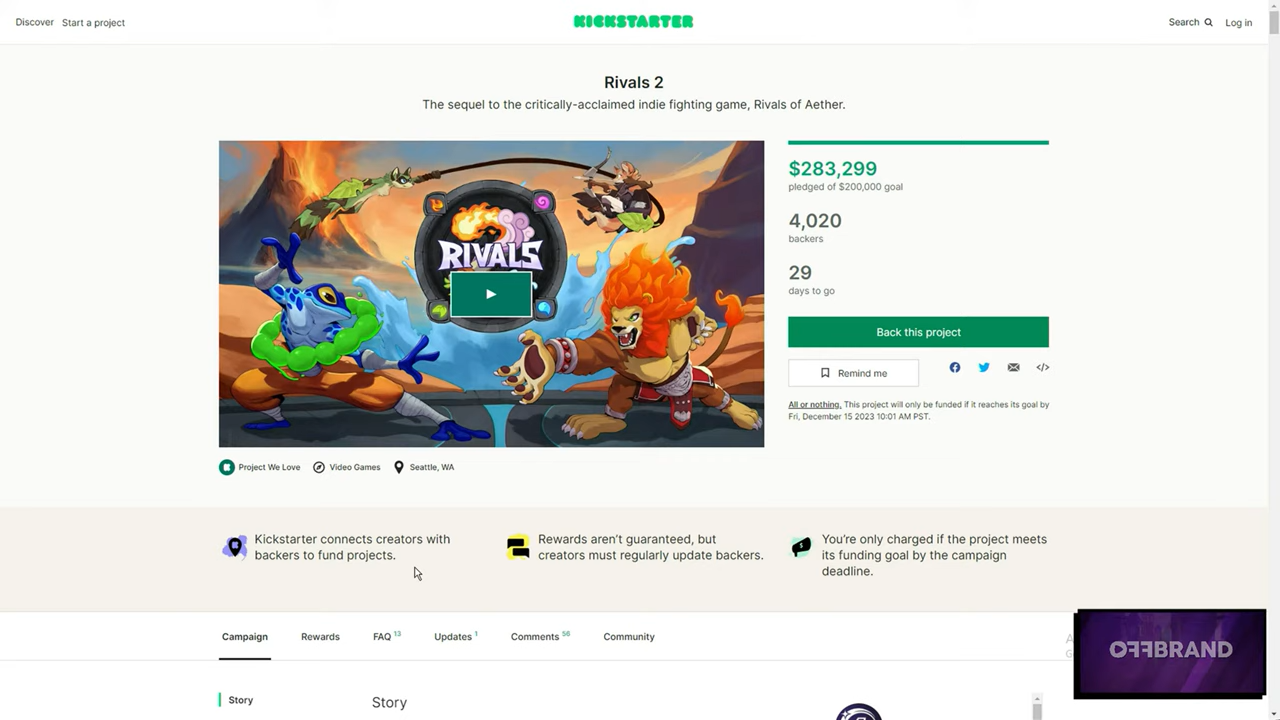 Discover Start a project
KICKSTARTER
Search Log in
Rivals 2
The sequel to the critically-acclaimed indie fighting game, Rivals of Aether.
RIVALS
$283,299
pledged of $200,000 goal
4,020
backers
29
days to go
Back this project
Remind me
</>
All or nothing. This project will only be funded if it reaches its goal by
Fri, December 15 2023 10:01 AM PST.
Project We Love Video Games Seattle, WA
Kickstarter connects creators with
backers to fund projects.
Rewards aren't guaranteed, but
creators must regularly update backers.
You're only charged if the project meets
its funding goal by the campaign
deadline.
Campaign Rewards FAQ 13 Updates 1 Comments 56 Community
OFFBRAND
Story
Story